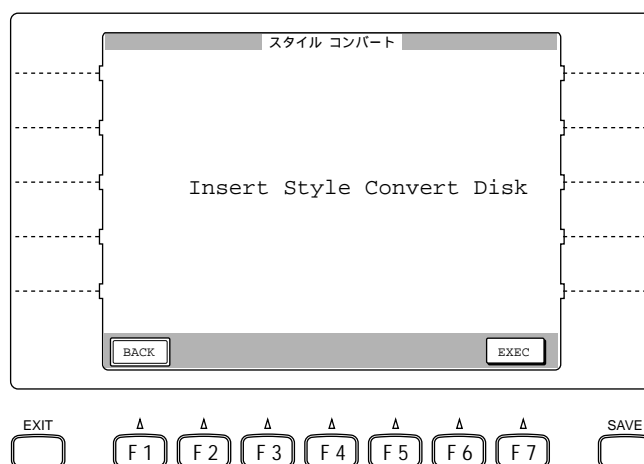 スタイル コンバート
Insert Style Convert Disk
BACK EXEC
EXIT SAVE
F1 F2 F3 F4 F5 F6 F7